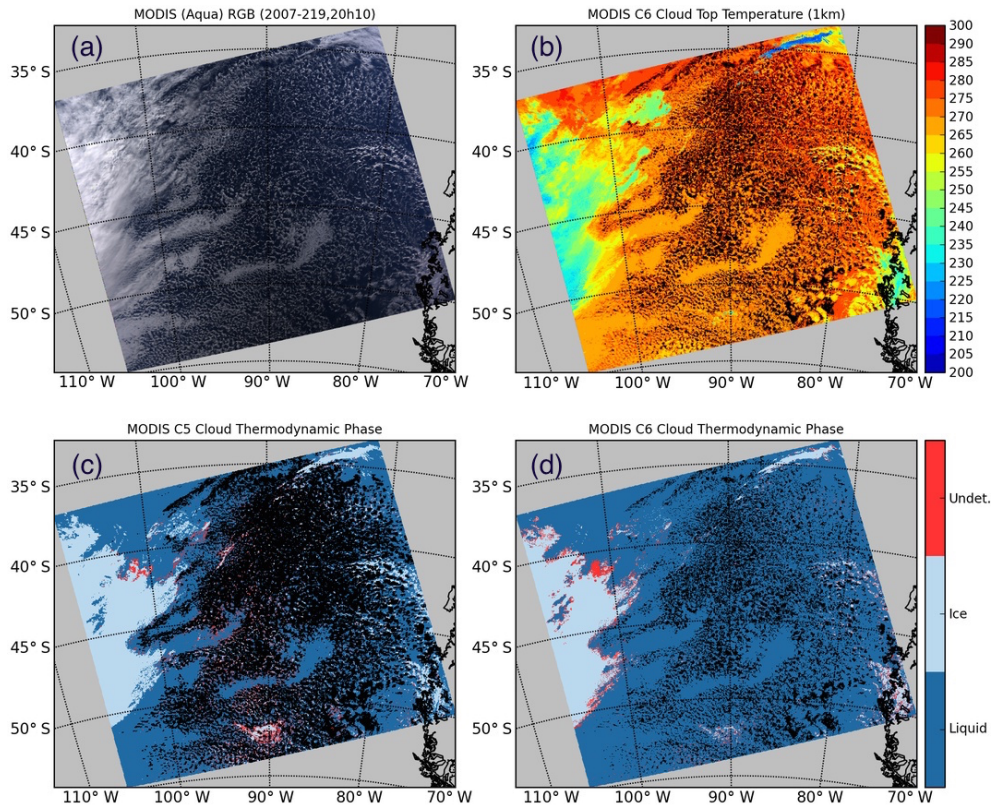 MODIS (Aqua) RGB (2007-219,20h10)
(a)
35° S
40° S
45° S
50° S
110° W 100° W 90° W 80° W 70° W
MODIS C6 Cloud Top Temperature (1km)
(b)
35° S
40° S
45° S
50° S
110° W 100° W 90° W 80° W 70° W
300
290
285
280
275
270
265
260
255
250
245
240
235
230
225
220
215
210
205
200
MODIS C5 Cloud Thermodynamic Phase
(c)
35° S
40° S
45° S
50° S
110° W 100° W 90° W 80° W 70° W
MODIS C6 Cloud Thermodynamic Phase
(d)
35° S
40° S
45° S
50° S
110° W 100° W 90° W 80° W 70° W
Undet.
Ice
Liquid